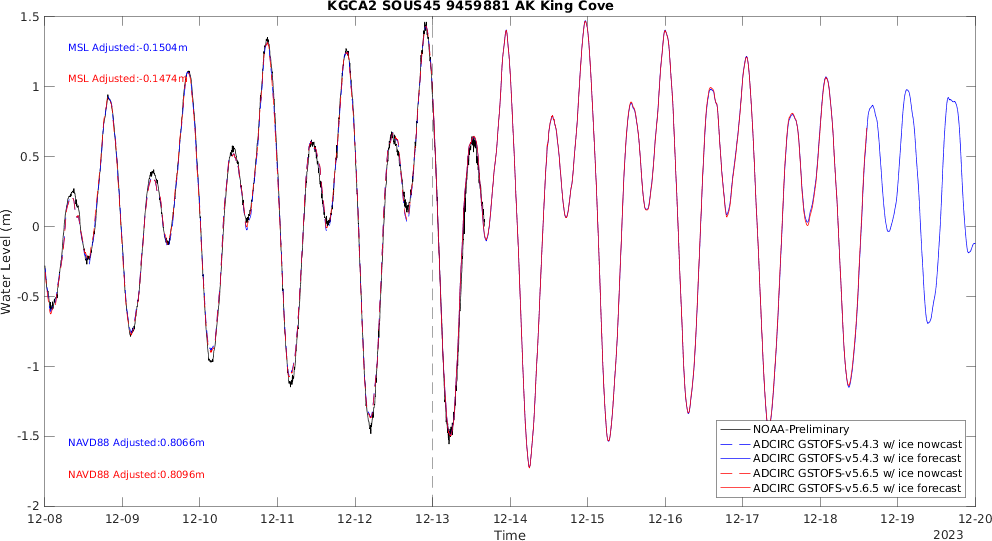 KGCA2 SOUS45 9459881 AK King Cove
1.5
1
0.5
0
-0.5
-1
-1.5
-2
Water Level (m)
MSL Adjusted:-0.1504m
MSL Adjusted:-0.1474m
NAVD88 Adjusted:0.8066m
NAVD88 Adjusted:0.8096m
NOAA-Preliminary
ADCIRC GSTOFS-v5.4.3 w/ ice nowcast
ADCIRC GSTOFS-v5.4.3 w/ ice forecast
ADCIRC GSTOFS-v5.6.5 w/ ice nowcast
ADCIRC GSTOFS-v5.6.5 w/ ice forecast
12-08 12-09 12-10 12-11 12-12 12-13 12-14 12-15 12-16 12-17 12-18 12-19 12-20
Time
2023